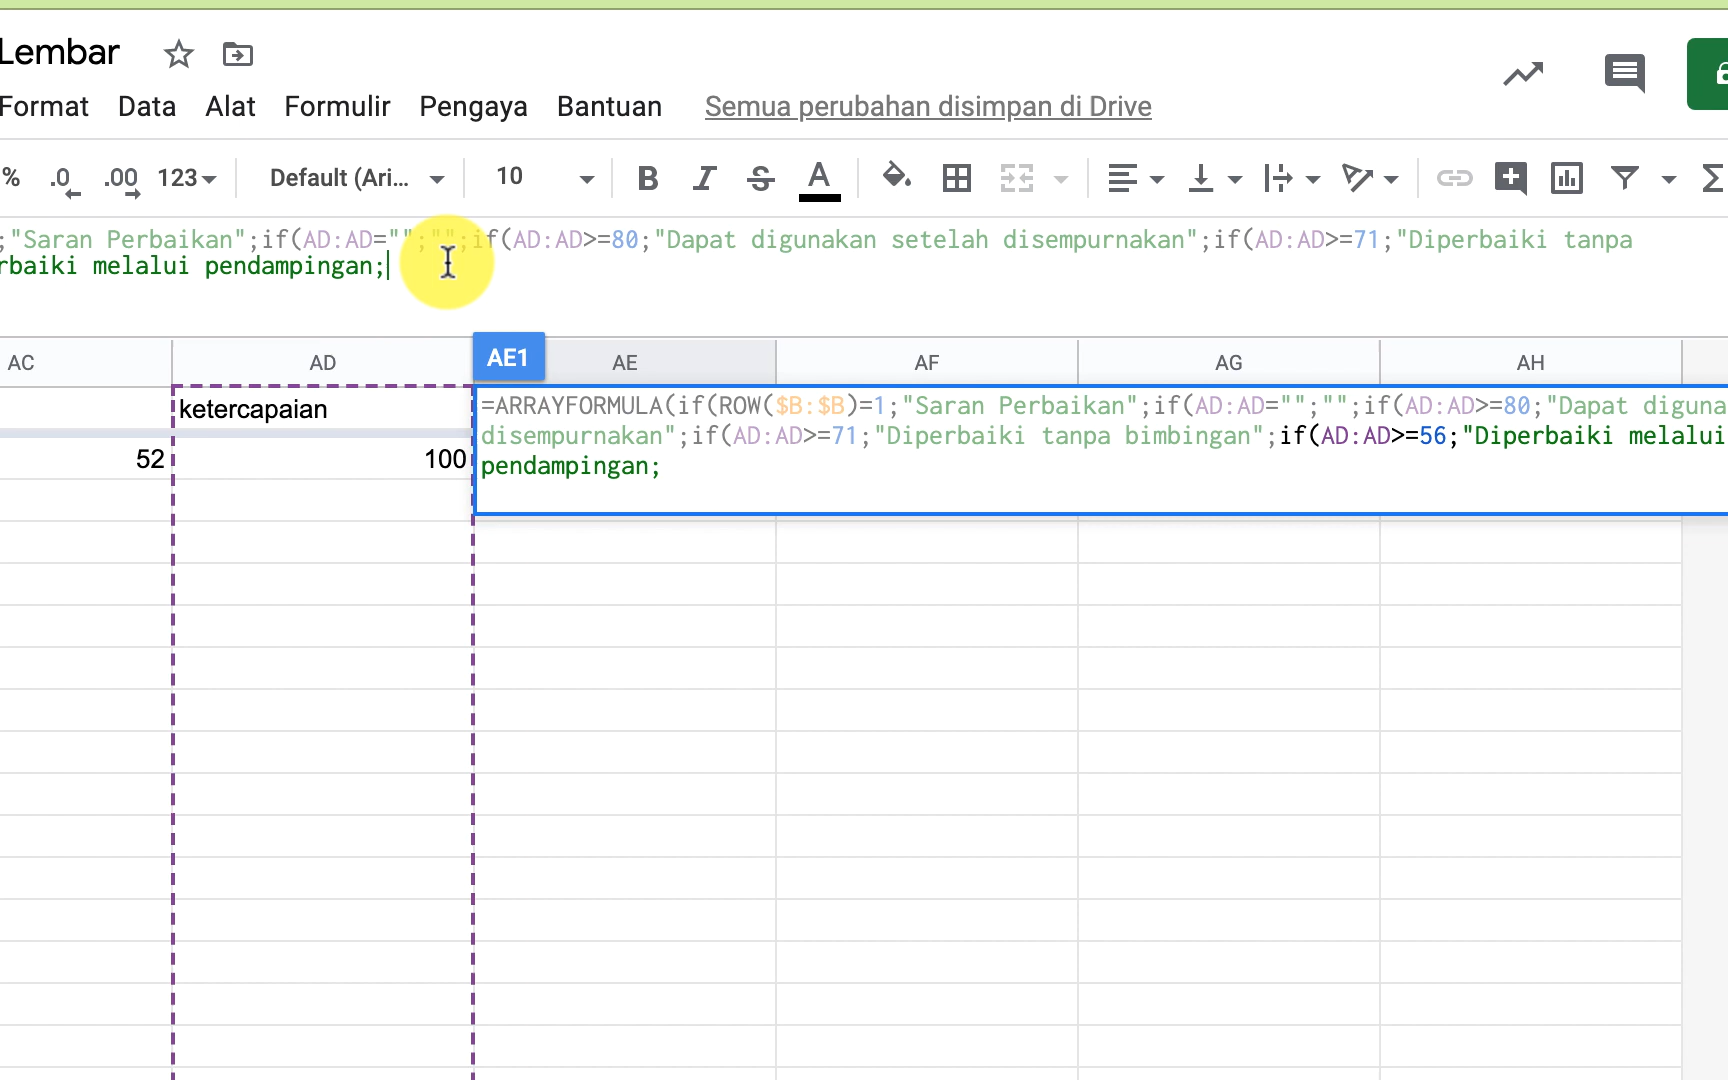 Lembar
Format Data Alat Formulir Pengaya Bantuan Semua perubahan disimpan di Drive
% .0 .00 123 Default (Ari... 10 B I S A Σ
;"Saran Perbaikan";if(AD:AD="";"";if(AD:AD>=80;"Dapat digunakan setelah disempurnakan";if(AD:AD>=71;"Diperbaiki tanpa
rbaiki melalui pendampingan;
AC AD AE1 AE AF AG AH
ketercapaian =ARRAYFORMULA(if(ROW($B:$B)=1;"Saran Perbaikan";if(AD:AD="";"";if(AD:AD>=80;"Dapat diguna
disempurnakan";if(AD:AD>=71;"Diperbaiki tanpa bimbingan";if(AD:AD>=56;"Diperbaiki melalui
52 100 pendampingan;